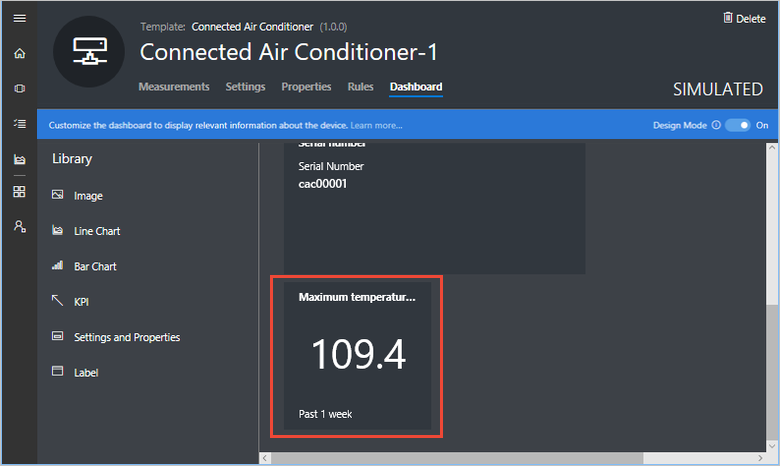 Template: Connected Air Conditioner (1.0.0)
Delete
Connected Air Conditioner-1
Measurements Settings Properties Rules Dashboard
SIMULATED
Customize the dashboard to display relevant information about the device. Learn more...
Design Mode On
Library
Image
Line Chart
Bar Chart
KPI
Settings and Properties
Label
Serial number
Serial Number
cac00001
Maximum temperatur...
109.4
Past 1 week